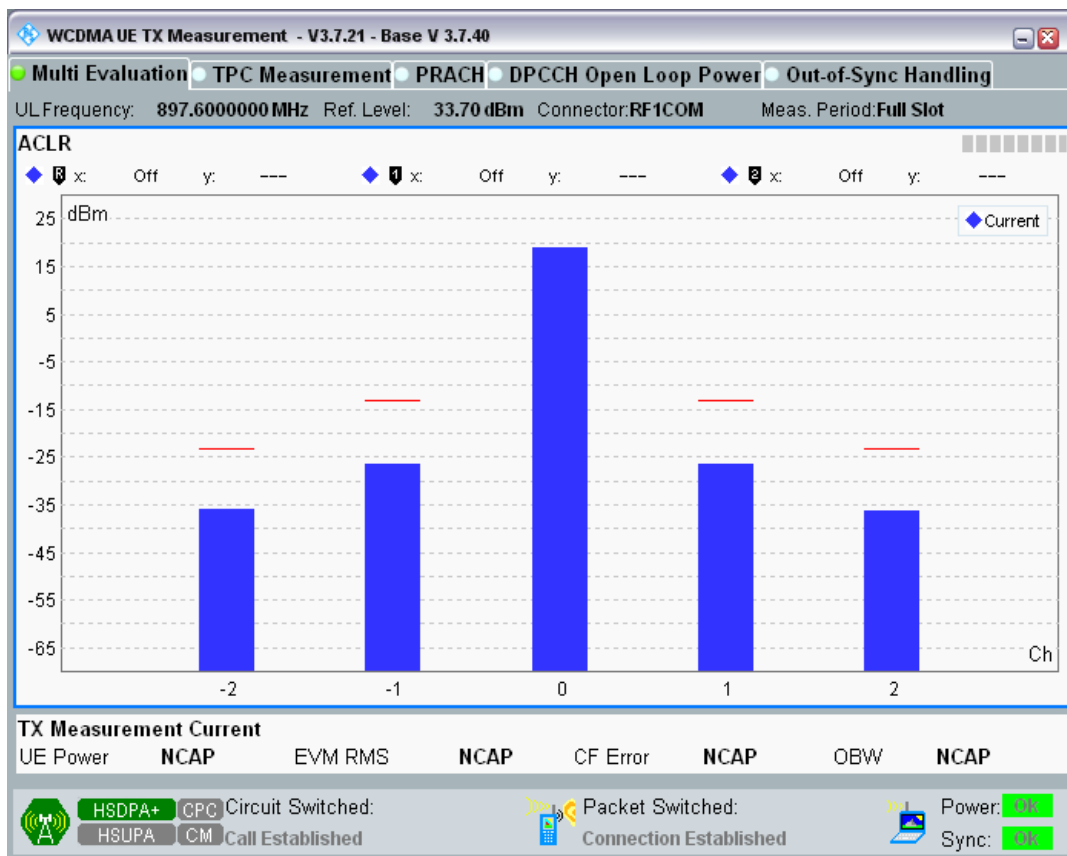 WCDMA UE TX Measurement - V3.7.21 - Base V 3.7.40
Multi Evaluation TPC Measurement PRACH DPCCH Open Loop Power Out-of-Sync Handling
UL Frequency: 897.6000000 MHz Ref. Level: 33.70 dBm Connector:RF1COM Meas. Period:Full Slot
ACLR
R x: Off y: --- 1 x: Off y: --- 2 x: Off y: ---
dBm
Current
25
15
5
-5
-15
-25
-35
-45
-55
-65
Ch
-2 -1 0 1 2
TX Measurement Current
UE Power NCAP EVM RMS NCAP CF Error NCAP OBW NCAP
HSDPA+ CPC Circuit Switched: Packet Switched: Power: Ok
HSUPA CM Call Established Connection Established Sync: Ok